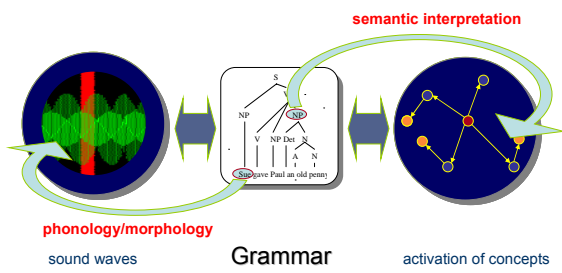 semantic interpretation
S
NP
NP
V NP Det N
A N
Sue gave Paul an old penny
phonology/morphology
sound waves
Grammar
activation of concepts